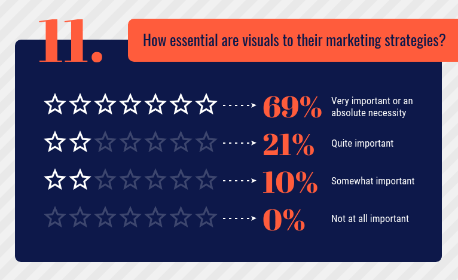 11.
How essential are visuals to their marketing strategies?
69%
Very important or an
absolute necessity
21%
Quite important
10%
Somewhat important
0%
Not at all important